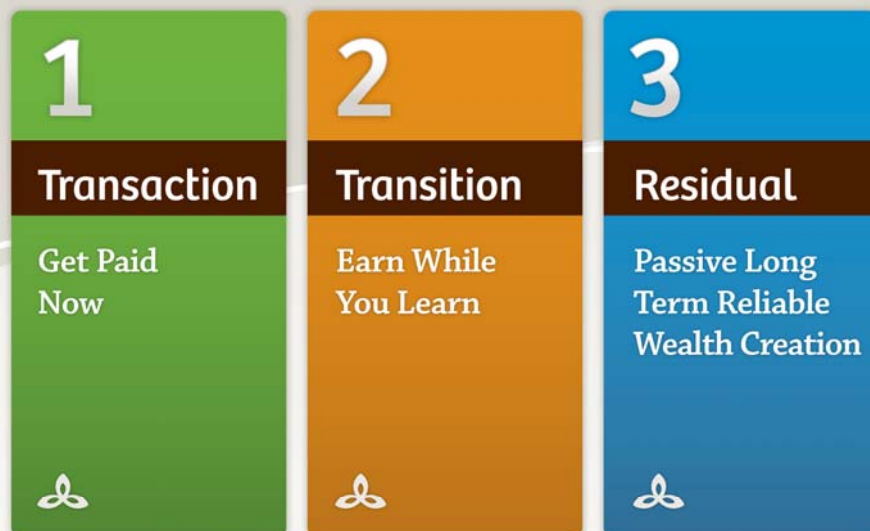 1
Transaction
Get Paid
Now
2
Transition
Earn While
You Learn
3
Residual
Passive Long
Term Reliable
Wealth Creation